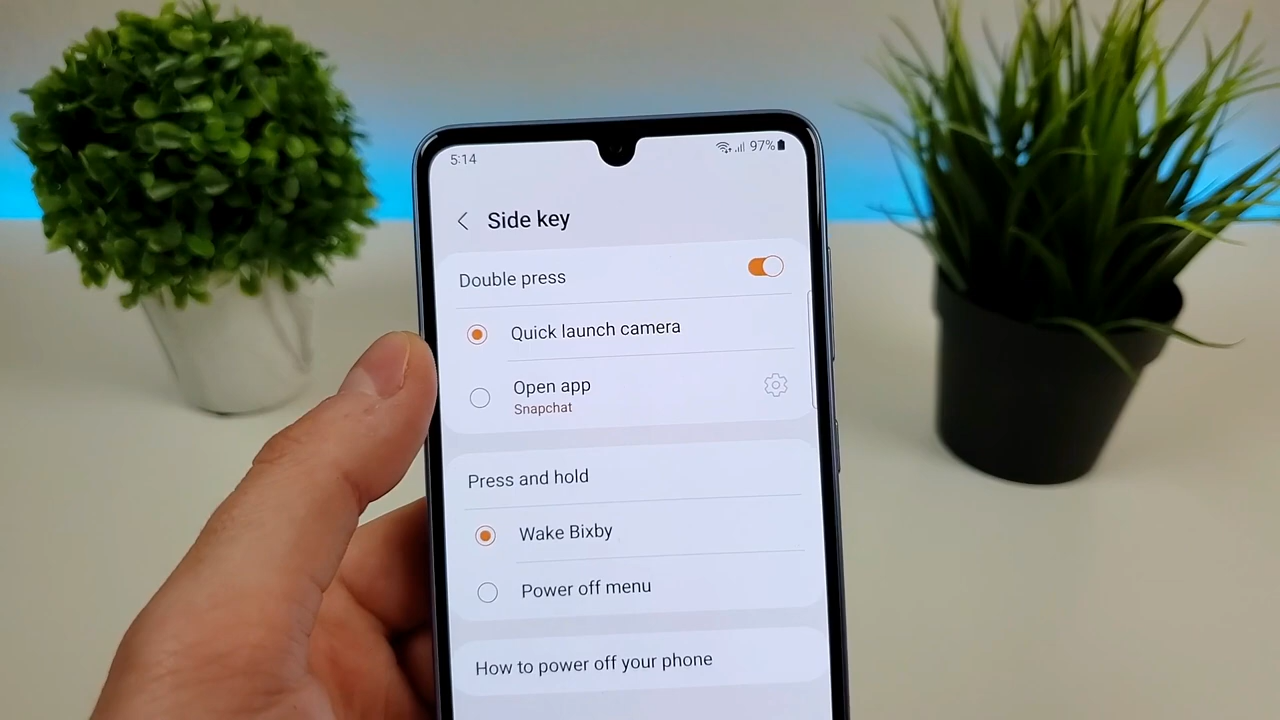 5:14
97%
Side key
Double press
Quick launch camera
Open app
Snapchat
Press and hold
Wake Bixby
Power off menu
How to power off your phone